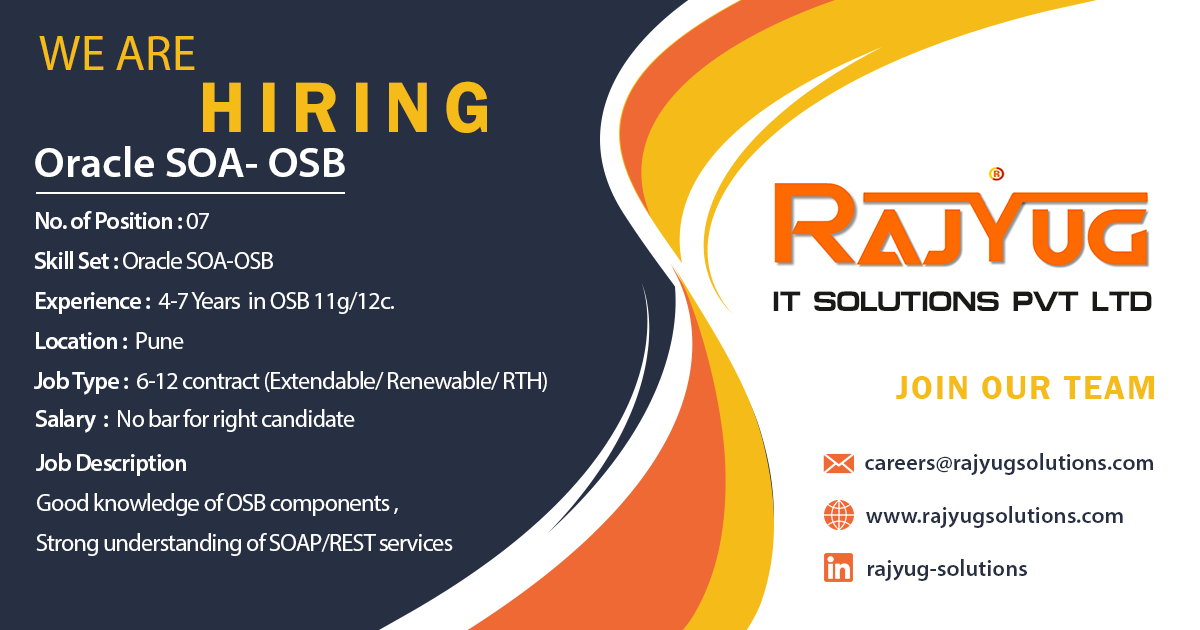 WE ARE
HIRING
Oracle SOA- OSB
No. of Position : 07
Skill Set : Oracle SOA-OSB
Experience : 4-7 Years in OSB 11g/12c.
Location : Pune
Job Type : 6-12 contract (Extendable/ Renewable/ RTH)
Salary : No bar for right candidate
Job Description
Good knowledge of OSB components ,
Strong understanding of SOAP/REST services
®
RAJYUG
IT SOLUTIONS PVT LTD
JOIN OUR TEAM
careers@rajyugsolutions.com
www.rajyugsolutions.com
in rajyug-solutions